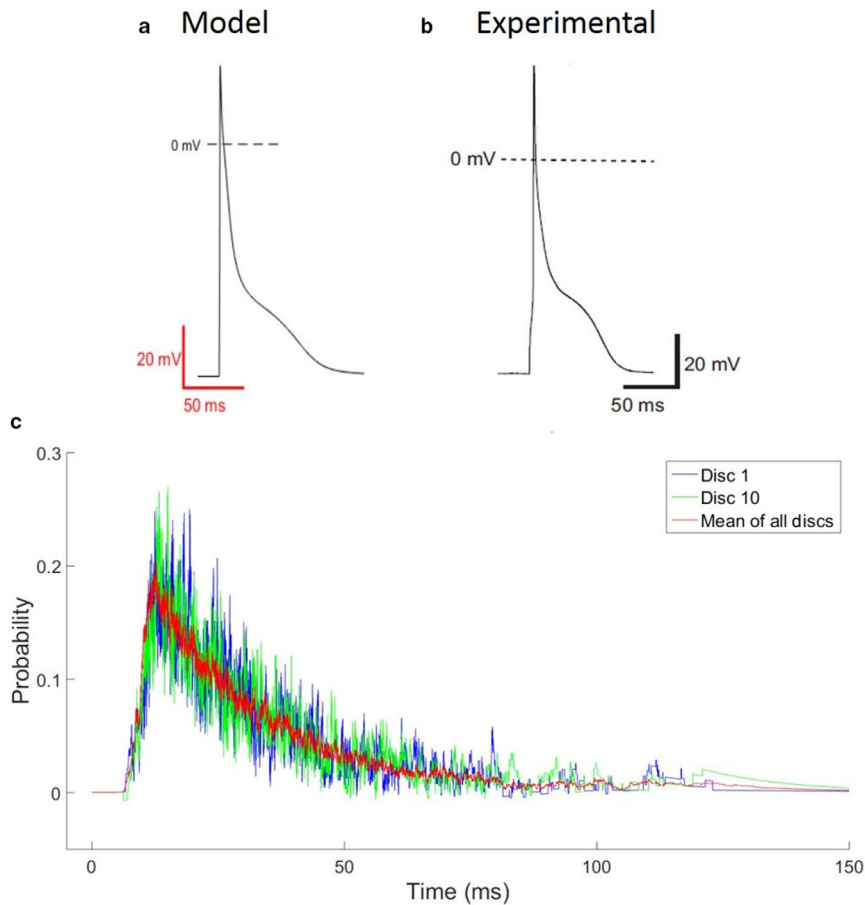 a Model
b Experimental
0 mV
0 mV
20 mV
50 ms
20 mV
50 ms
c
0.3
0.2
0.1
0
Probability
Disc 1
Disc 10
Mean of all discs
0 50 100 150
Time (ms)